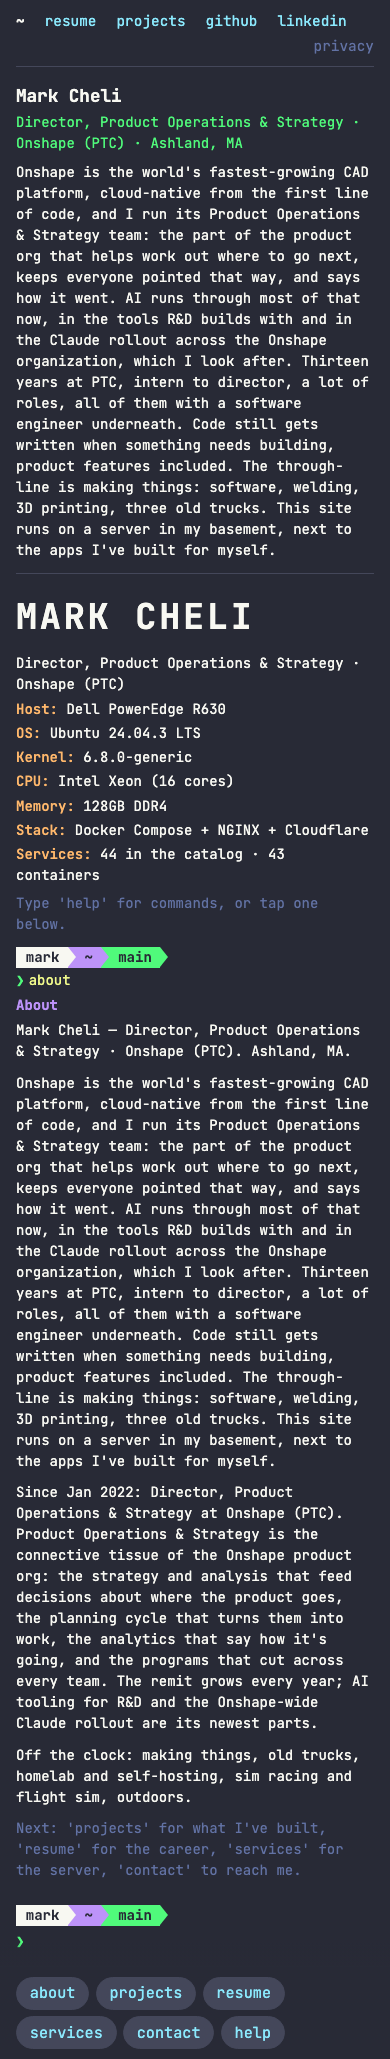 ~ resume projects github linkedin
privacy
Mark Cheli
Director, Product Operations & Strategy ·
Onshape (PTC) · Ashland, MA
Onshape is the world's fastest-growing CAD
platform, cloud-native from the first line
of code, and I run its Product Operations
& Strategy team: the part of the product
org that helps work out where to go next,
keeps everyone pointed that way, and says
how it went. AI runs through most of that
now, in the tools R&D builds with and in
the Claude rollout across the Onshape
organization, which I look after. Thirteen
years at PTC, intern to director, a lot of
roles, all of them with a software
engineer underneath. Code still gets
written when something needs building,
product features included. The through-
line is making things: software, welding,
3D printing, three old trucks. This site
runs on a server in my basement, next to
the apps I've built for myself.
MARK CHELI
Director, Product Operations & Strategy ·
Onshape (PTC)
Host: Dell PowerEdge R630
OS: Ubuntu 24.04.3 LTS
Kernel: 6.8.0-generic
CPU: Intel Xeon (16 cores)
Memory: 128GB DDR4
Stack: Docker Compose + NGINX + Cloudflare
Services: 44 in the catalog · 43
containers
Type 'help' for commands, or tap one
below.
mark ~ main
❯ about
About
Mark Cheli — Director, Product Operations
& Strategy · Onshape (PTC). Ashland, MA.
Onshape is the world's fastest-growing CAD
platform, cloud-native from the first line
of code, and I run its Product Operations
& Strategy team: the part of the product
org that helps work out where to go next,
keeps everyone pointed that way, and says
how it went. AI runs through most of that
now, in the tools R&D builds with and in
the Claude rollout across the Onshape
organization, which I look after. Thirteen
years at PTC, intern to director, a lot of
roles, all of them with a software
engineer underneath. Code still gets
written when something needs building,
product features included. The through-
line is making things: software, welding,
3D printing, three old trucks. This site
runs on a server in my basement, next to
the apps I've built for myself.
Since Jan 2022: Director, Product
Operations & Strategy at Onshape (PTC).
Product Operations & Strategy is the
connective tissue of the Onshape product
org: the strategy and analysis that feed
decisions about where the product goes,
the planning cycle that turns them into
work, the analytics that say how it's
going, and the programs that cut across
every team. The remit grows every year; AI
tooling for R&D and the Onshape-wide
Claude rollout are its newest parts.
Off the clock: making things, old trucks,
homelab and self-hosting, sim racing and
flight sim, outdoors.
Next: 'projects' for what I've built,
'resume' for the career, 'services' for
the server, 'contact' to reach me.
mark ~ main
❯
about projects resume
services contact help